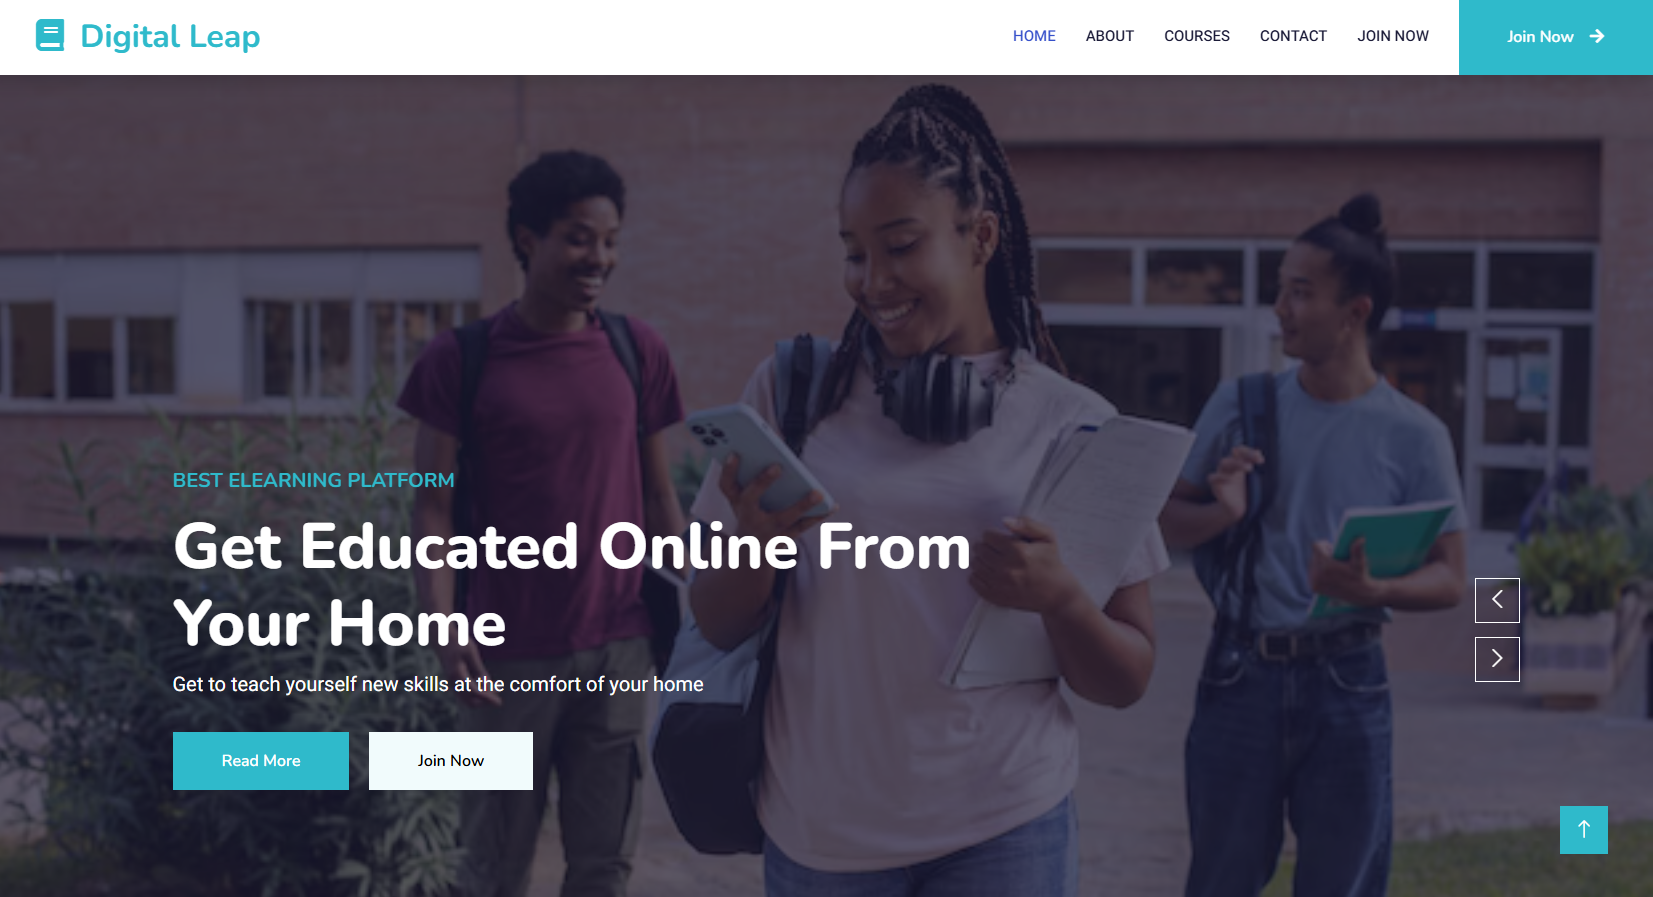 Digital Leap
HOME
ABOUT
COURSES
CONTACT
JOIN NOW
Join Now
BEST ELEARNING PLATFORM
Get Educated Online From
Your Home
Get to teach yourself new skills at the comfort of your home
Read More
Join Now